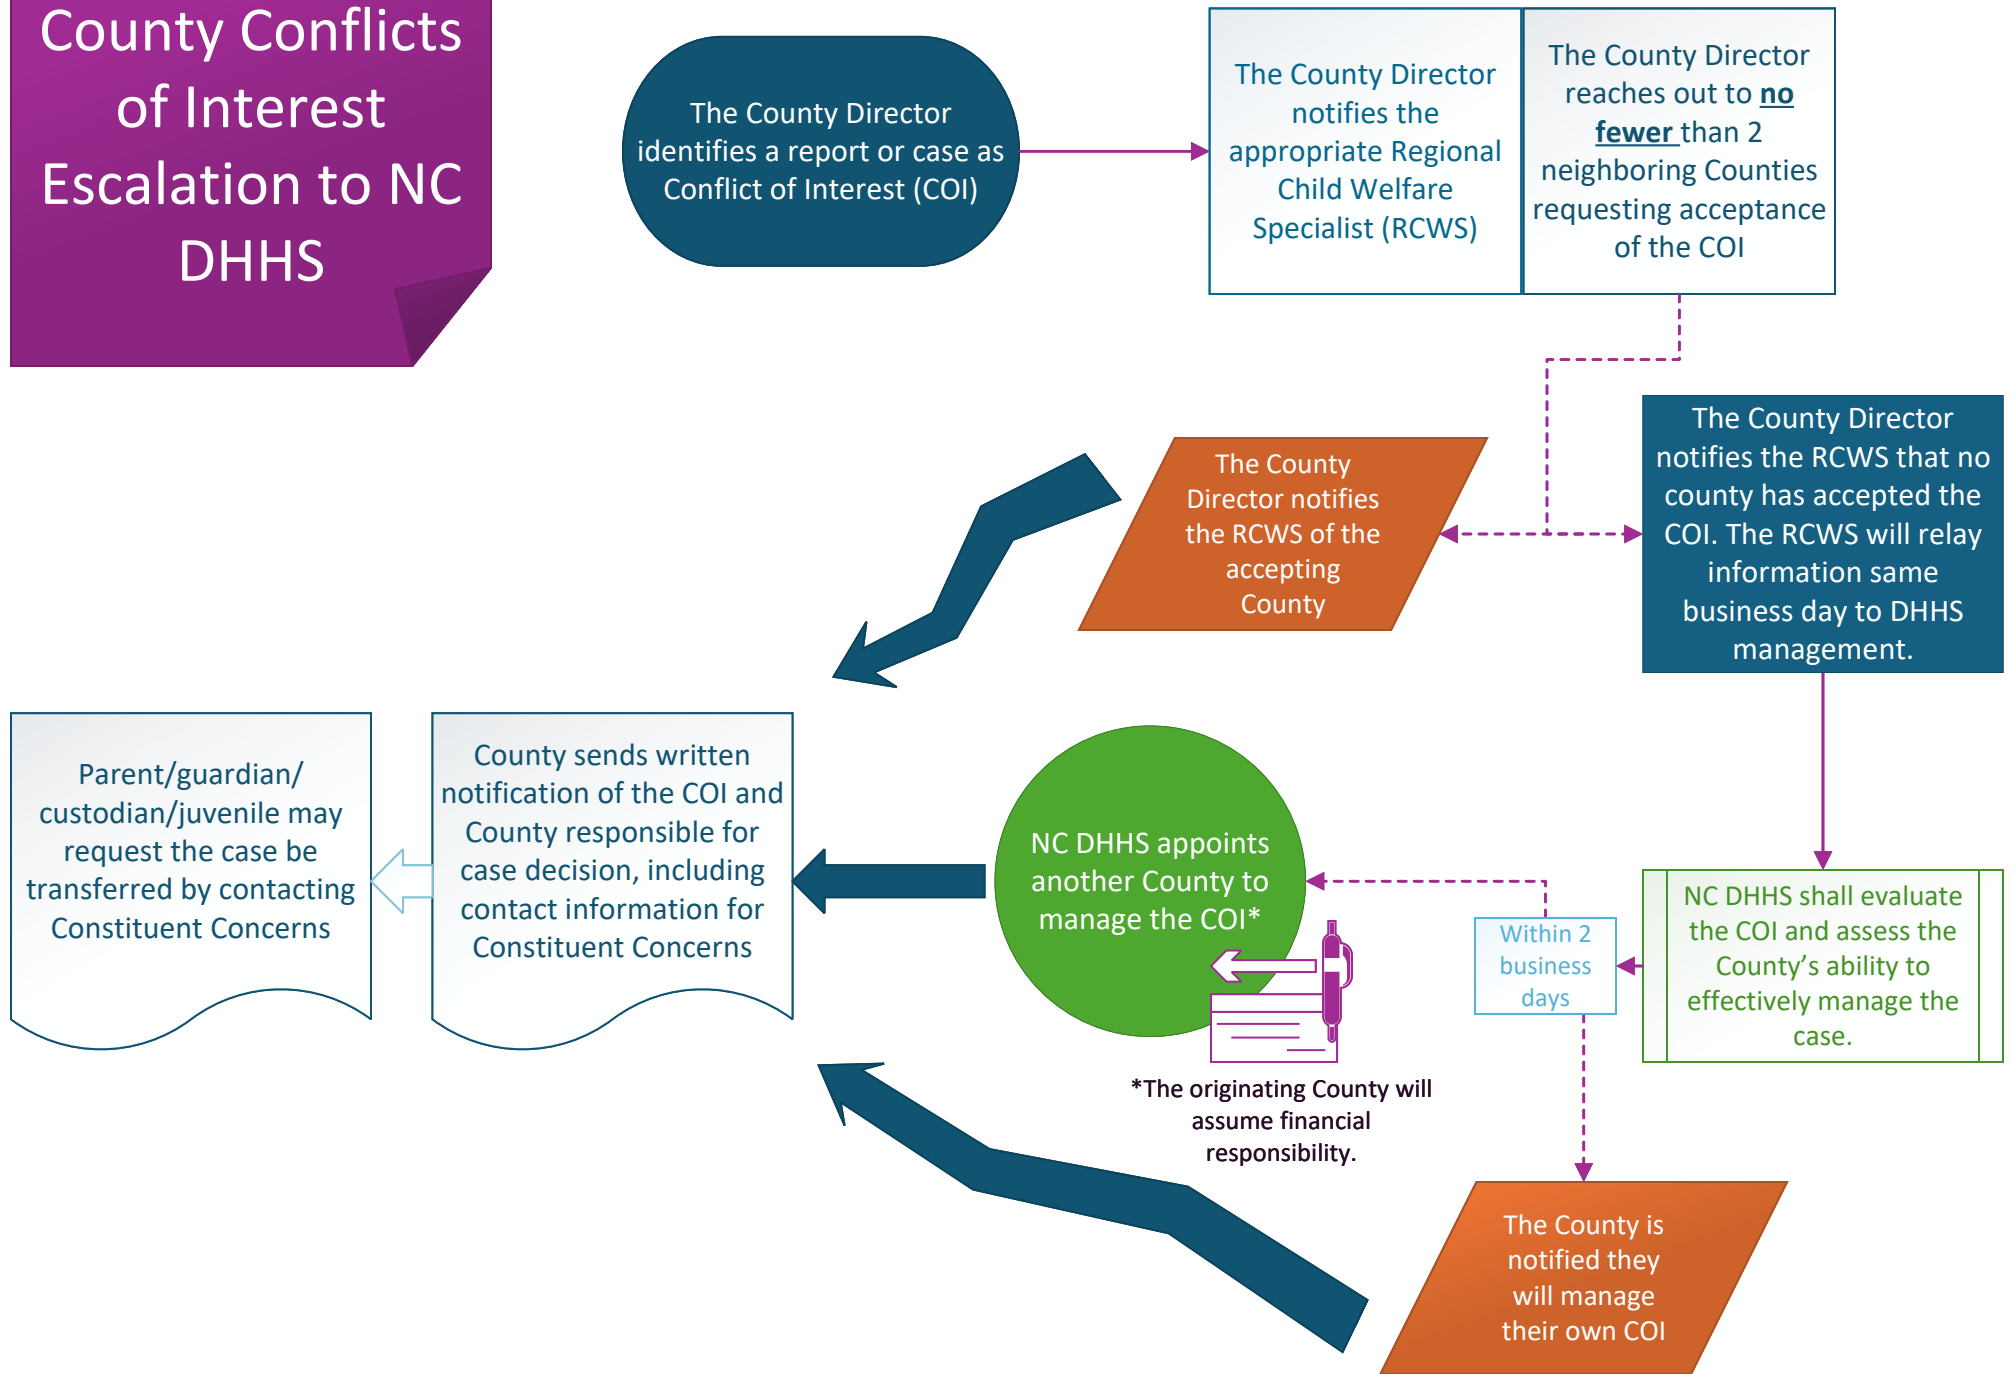 County Conflicts
of Interest
Escalation to NC
DHHS
The County Director
identifies a report or case as
Conflict of Interest (COI)
The County Director
notifies the
appropriate Regional
Child Welfare
Specialist (RCWS)
The County Director
reaches out to no
fewer than 2
neighboring Counties
requesting acceptance
of the COI
The County
Director notifies
the RCWS of the
accepting
County
The County Director
notifies the RCWS that no
county has accepted the
COI. The RCWS will relay
information same
business day to DHHS
management.
NC DHHS shall evaluate
the COI and assess the
County’s ability to
effectively manage the
case.
Within 2
business
days
NC DHHS appoints
another County to
manage the COI*
*The originating County will
assume financial
responsibility.
The County is
notified they
will manage
their own COI
County sends written
notification of the COI and
County responsible for
case decision, including
contact information for
Constituent Concerns
Parent/guardian/
custodian/juvenile may
request the case be
transferred by contacting
Constituent Concerns